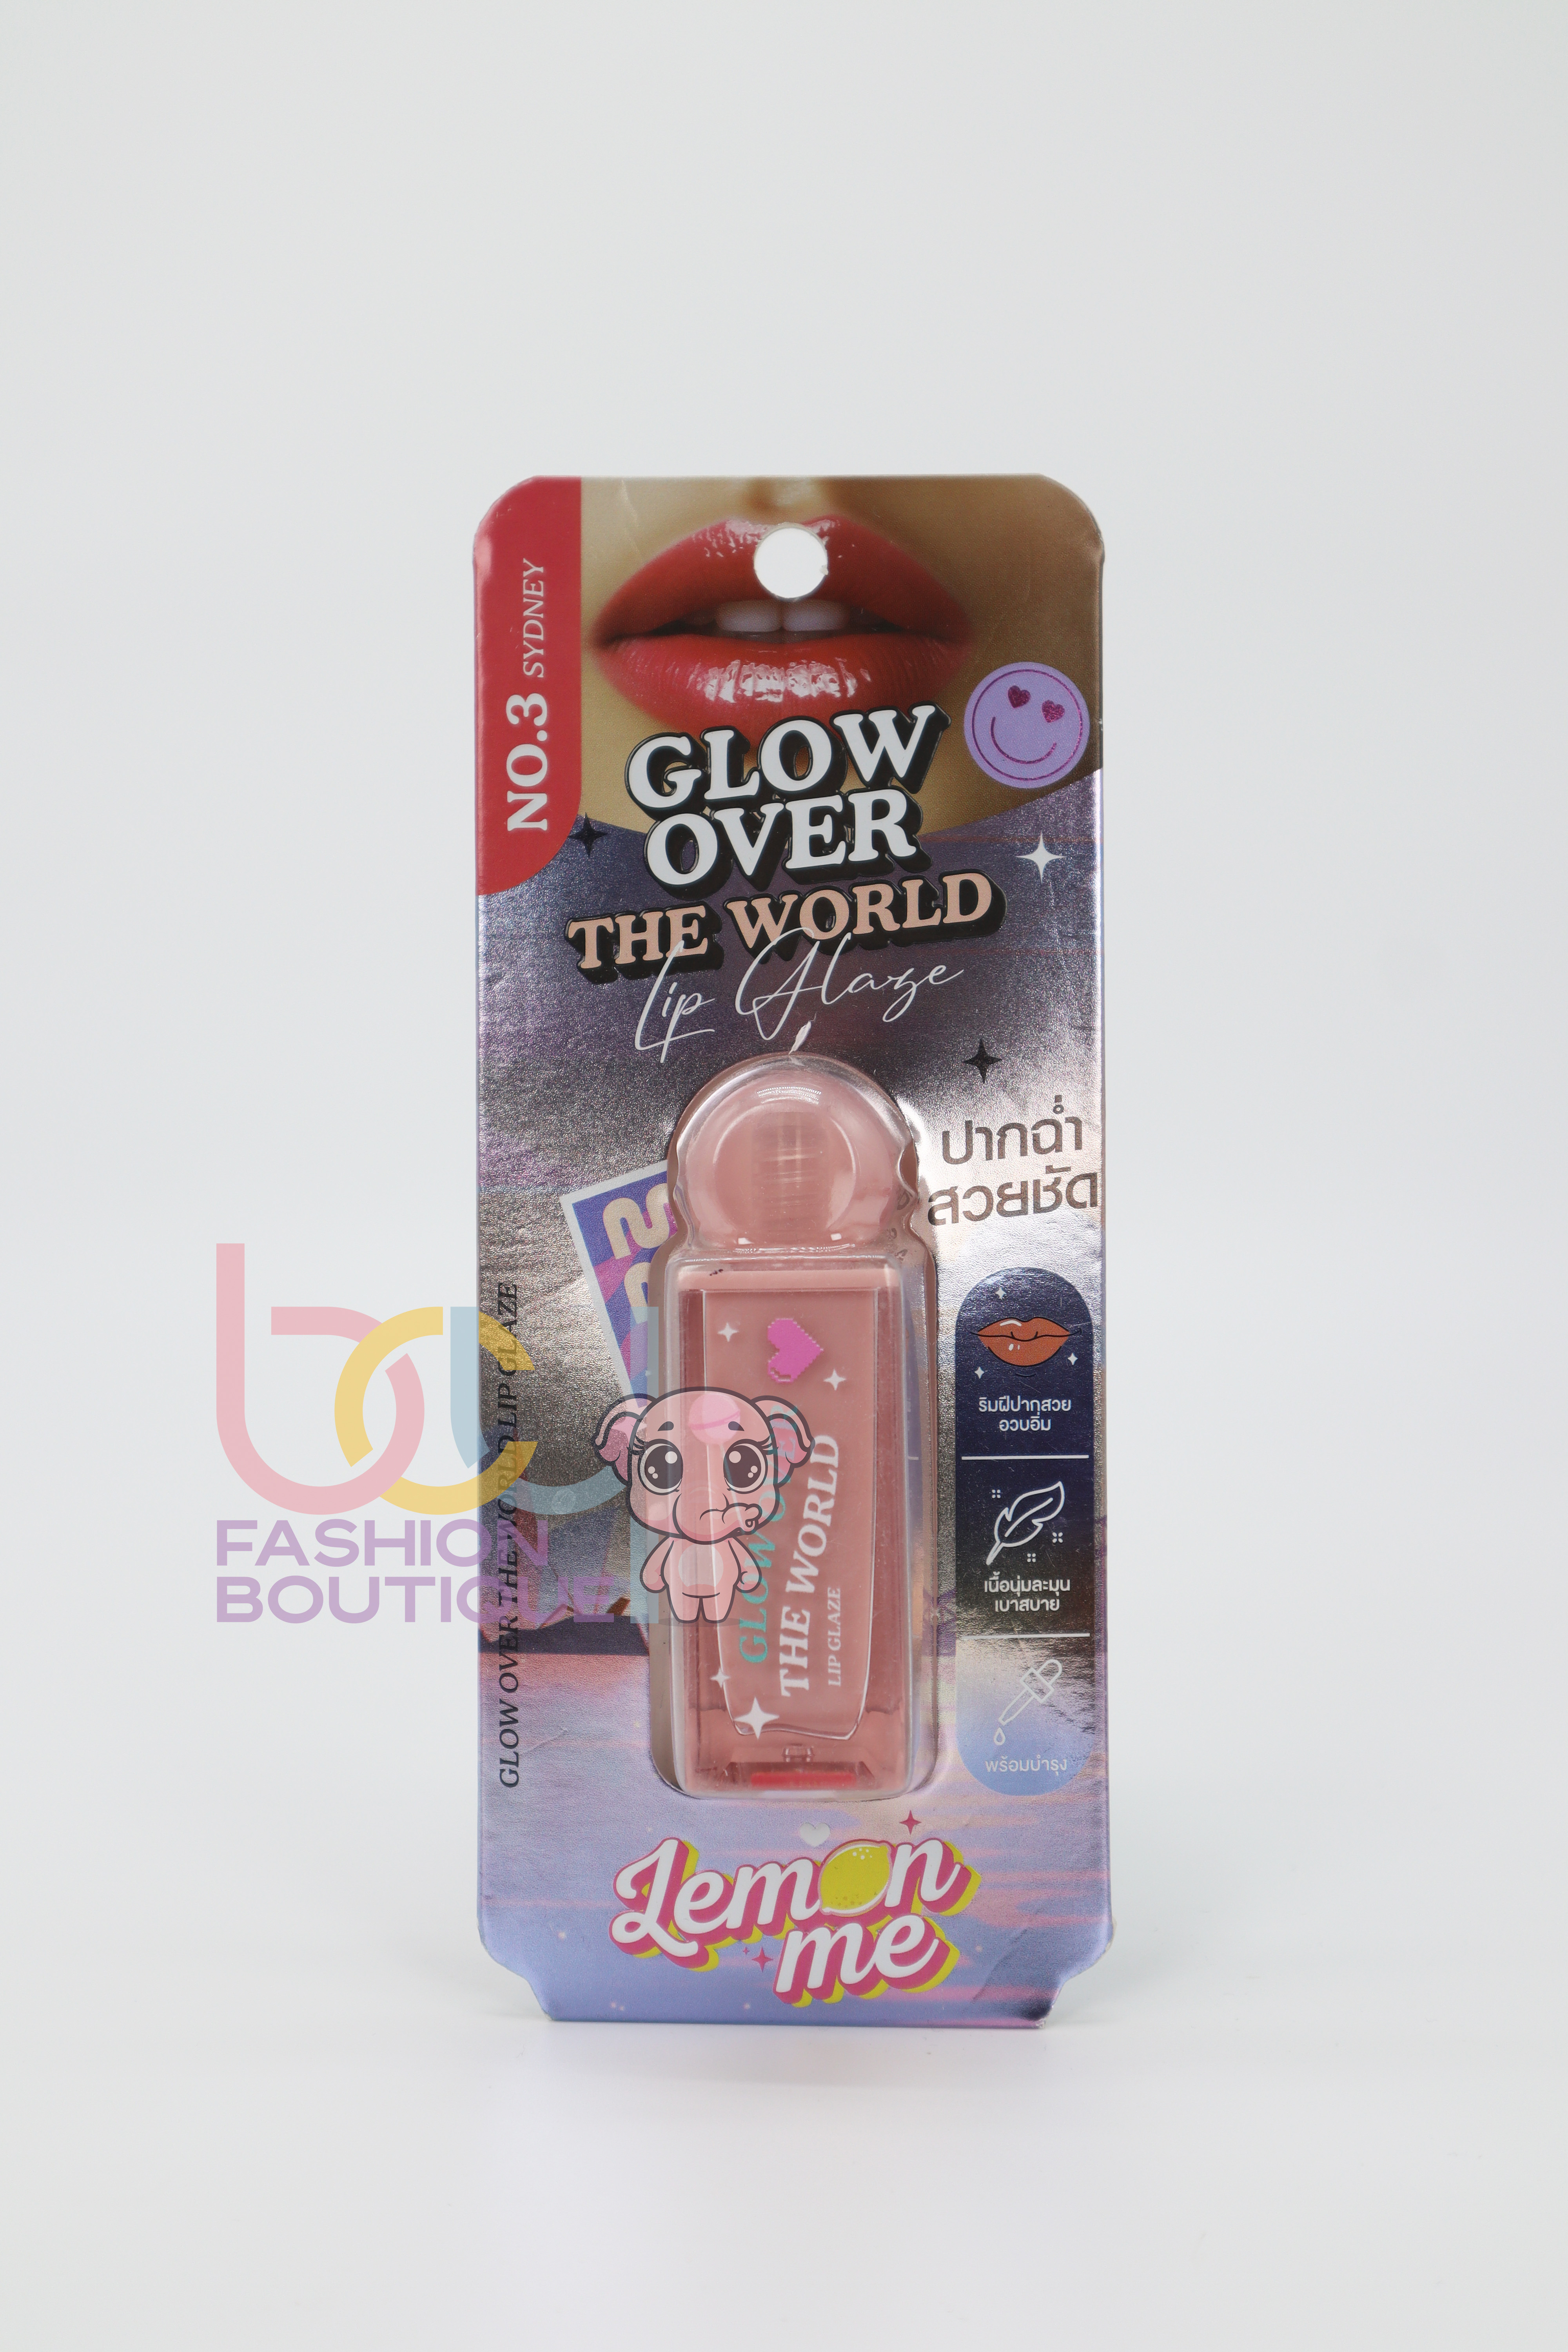 NO.3 SYDNEY
GLOW
OVER
THE WORLD
Lip Glaze
ปากฉ่ำ
สวยชัด
ริมฝีปากสวย
อวบอิ่ม
เนื้อนุ่มละมุน
เบาสบาย
พร้อมบำรุง
GLOW OVER THE WORLD LIP GLAZE
GLOW OVER
THE WORLD
LIP GLAZE
FASHION
BOUTIQUE
Lemon
me